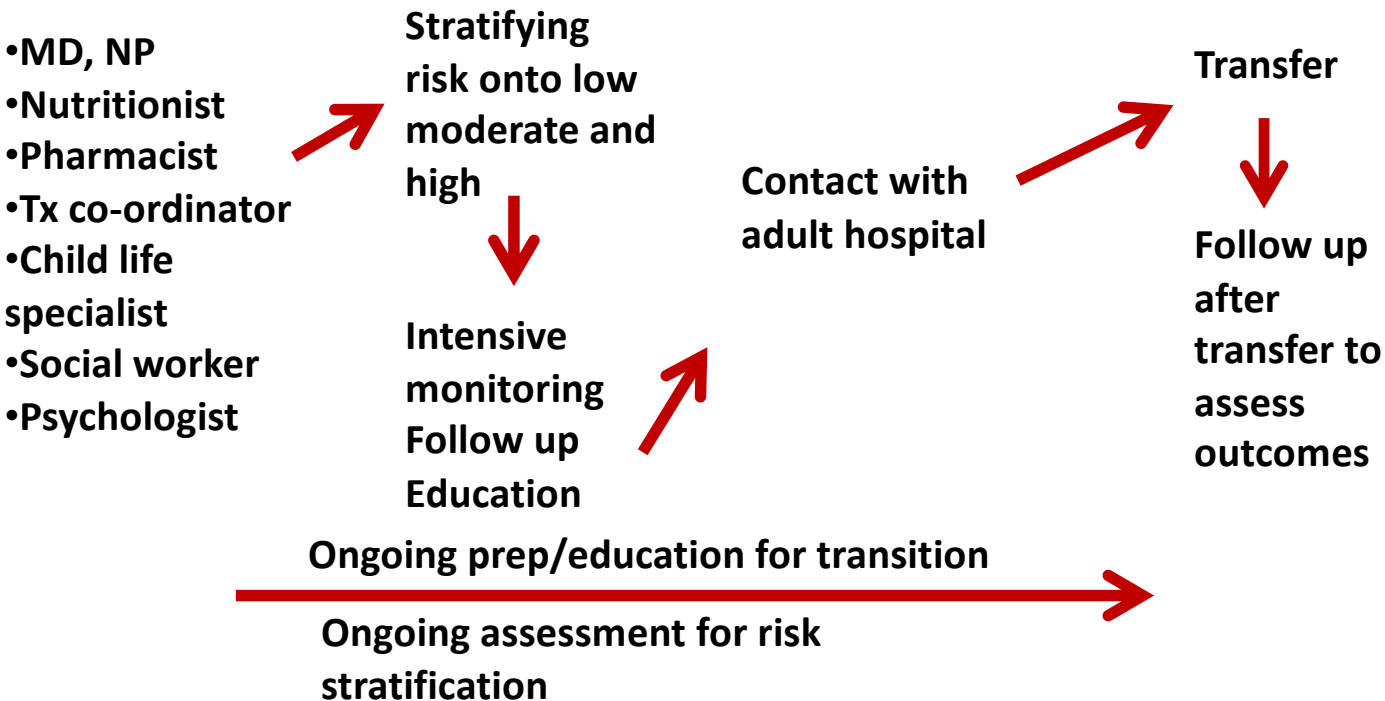 •MD, NP
•Nutritionist
•Pharmacist
•Tx co-ordinator
•Child life
specialist
•Social worker
•Psychologist
Stratifying
risk onto low
moderate and
high
Intensive
monitoring
Follow up
Education
Contact with
adult hospital
Transfer
Follow up
after
transfer to
assess
outcomes
Ongoing prep/education for transition
Ongoing assessment for risk
stratification